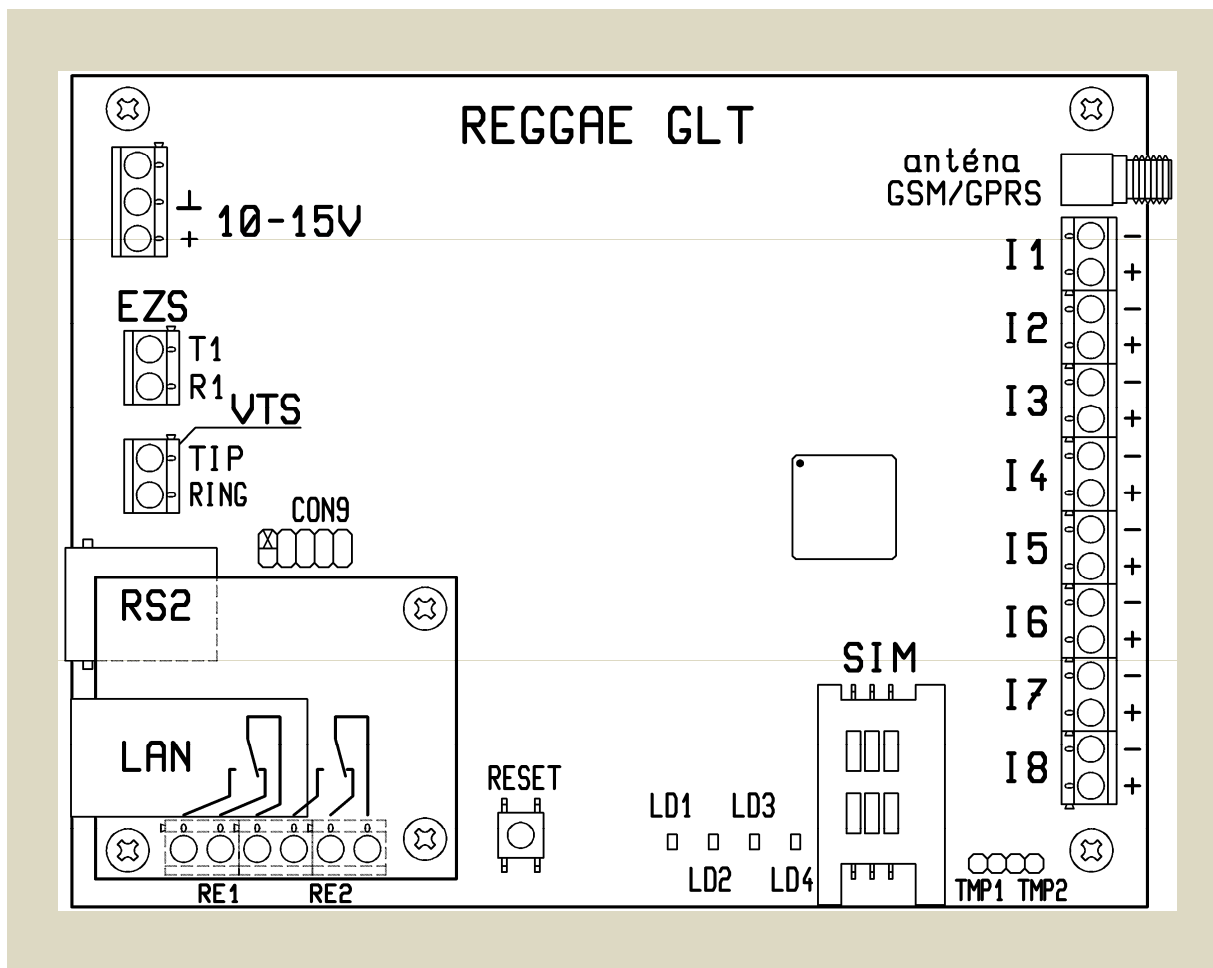 REGGAE GLT
anténa
GSM/GPRS
⊥
10-15V
+
I1
-
+
EZS
T1
R1
I2
-
+
VTS
I3
-
+
TIP
RING
I4
-
+
CON9
I5
-
+
RS2
I6
-
+
SIM
I7
-
+
LAN
I8
-
+
RESET
LD1 LD3
LD2 LD4
RE1 RE2
TMP1 TMP2